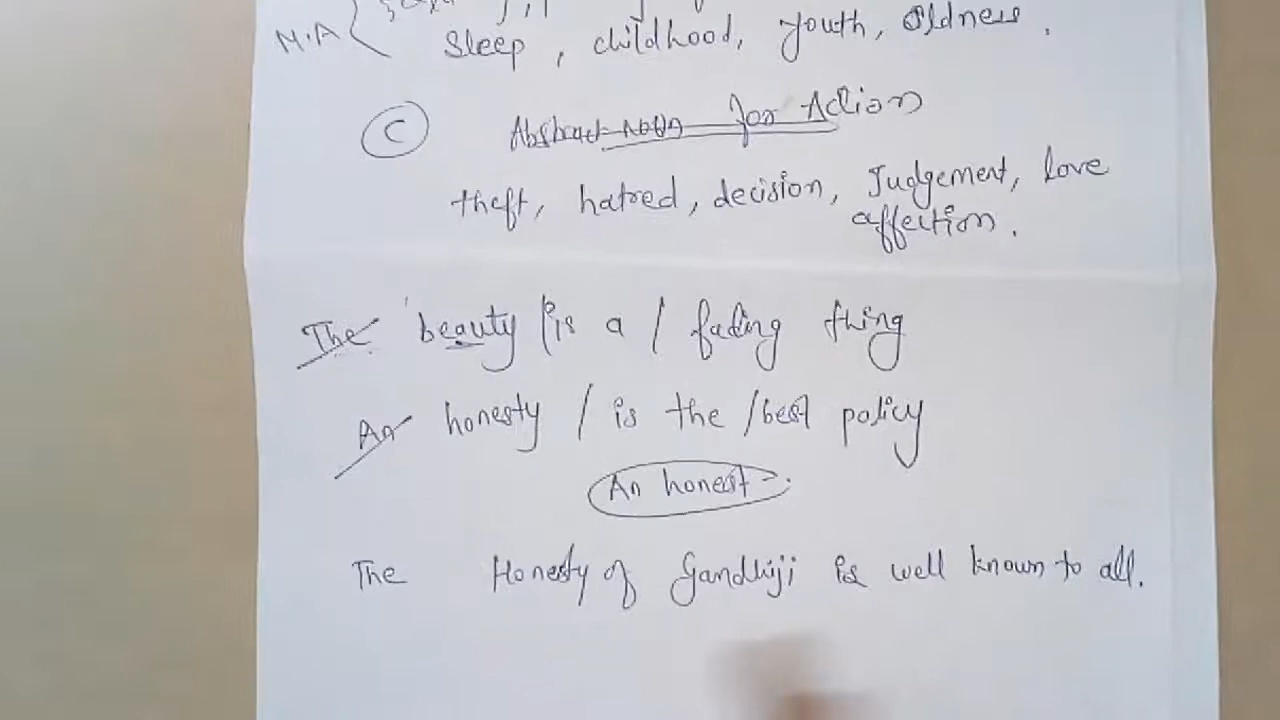 M.A
Sleep, childhood, youth, Oldness.
C Abstract Noun for Action
theft, hatred, decision, Judgement, love
affection.
The beauty / is a / fading thing
An honesty / is the / best policy
An honest -.
The Honesty of Gandhiji is well known to all.